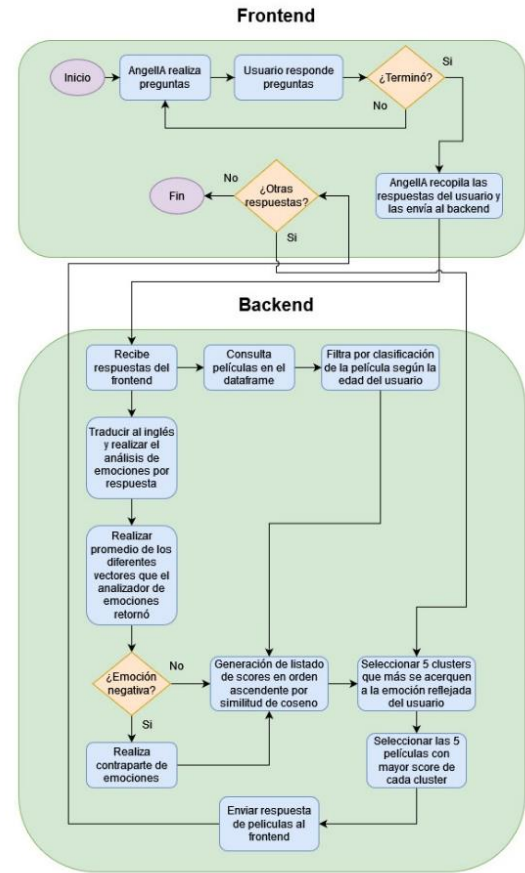 Frontend
Inicio
AngelIA realiza
preguntas
Usuario responde
preguntas
¿Terminó?
Si
No
AngelIA recopila las
respuestas del usuario y
las envía al backend
¿Otras
respuestas?
No
Fin
Si
Backend
Recibe
respuestas del
frontend
Consulta
películas en el
dataframe
Filtra por clasificación
de la película según la
edad del usuario
Traducir al inglés
y realizar el
análisis de
emociones por
respuesta
Realizar
promedio de los
diferentes
vectores que el
analizador de
emociones
retornó
¿Emoción
negativa?
No
Si
Generación de listado
de scores en orden
ascendente por
similitud de coseno
Seleccionar 5 clusters
que más se acerquen
a la emoción reflejada
del usuario
Realiza
contraparte de
emociones
Seleccionar las 5
películas con
mayor score de
cada cluster
Enviar respuesta
de peliculas al
frontend